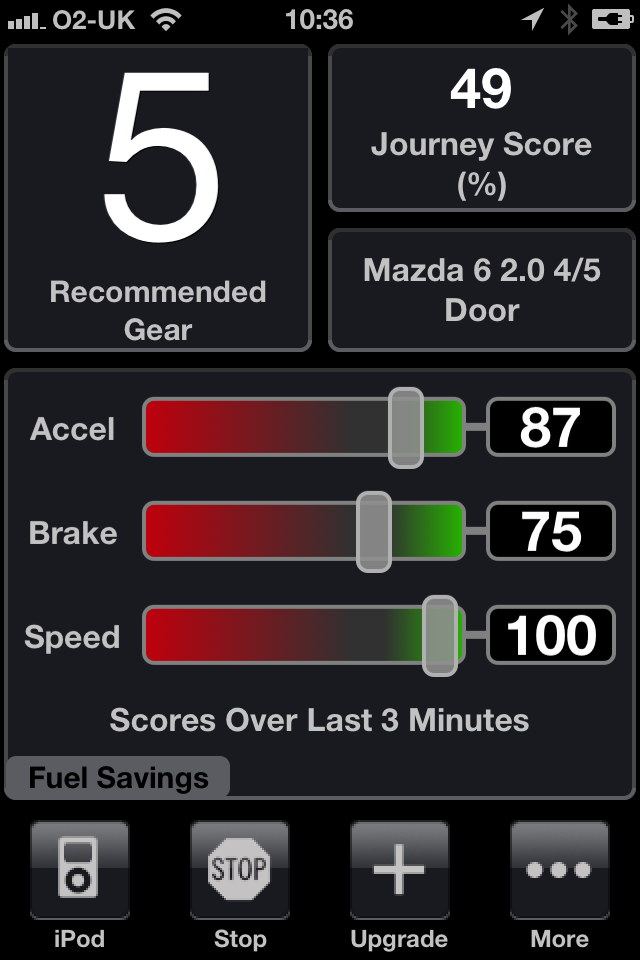 O2-UK 10:36
5
Recommended
Gear
49
Journey Score
(%)
Mazda 6 2.0 4/5
Door
Accel 87
Brake 75
Speed 100
Scores Over Last 3 Minutes
Fuel Savings
STOP
iPod Stop Upgrade More